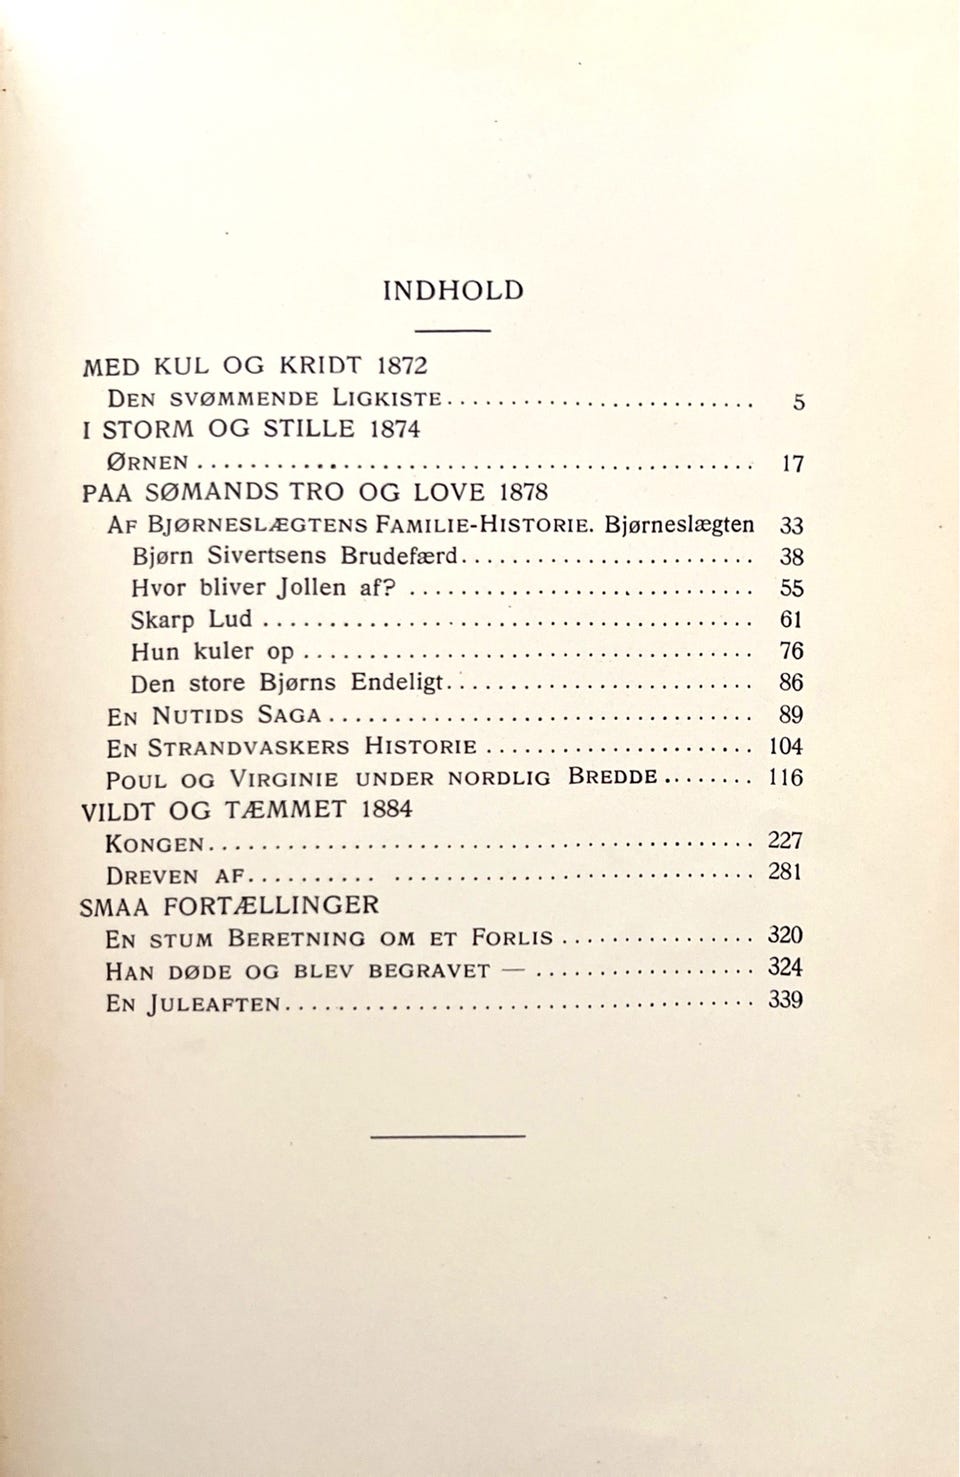 INDHOLD
MED KUL OG KRIDT 1872
DEN SVØMMENDE LIGKISTE.......................... 5
I STORM OG STILLE 1874
ØRNEN .......................................... 17
PAA SØMANDS TRO OG LOVE 1878
AF BJØRNESLÆGTENS FAMILIE-HISTORIE. Bjørneslægten 33
Bjørn Sivertsens Brudefærd........................ 38
Hvor bliver Jollen af? ........................... 55
Skarp Lud ...................................... 61
Hun kuler op ................................... 76
Den store Bjørns Endeligt......................... 86
EN NUTIDS SAGA ................................. 89
EN STRANDVASKERS HISTORIE ..................... 104
POUL OG VIRGINIE UNDER NORDLIG BREDDE ........ 116
VILDT OG TÆMMET 1884
KONGEN.......................................... 227
DREVEN AF....................................... 281
SMAA FORTÆLLINGER
EN STUM BERETNING OM ET FORLIS ............... 320
HAN DØDE OG BLEV BEGRAVET — ................. 324
EN JULEAFTEN.................................... 339